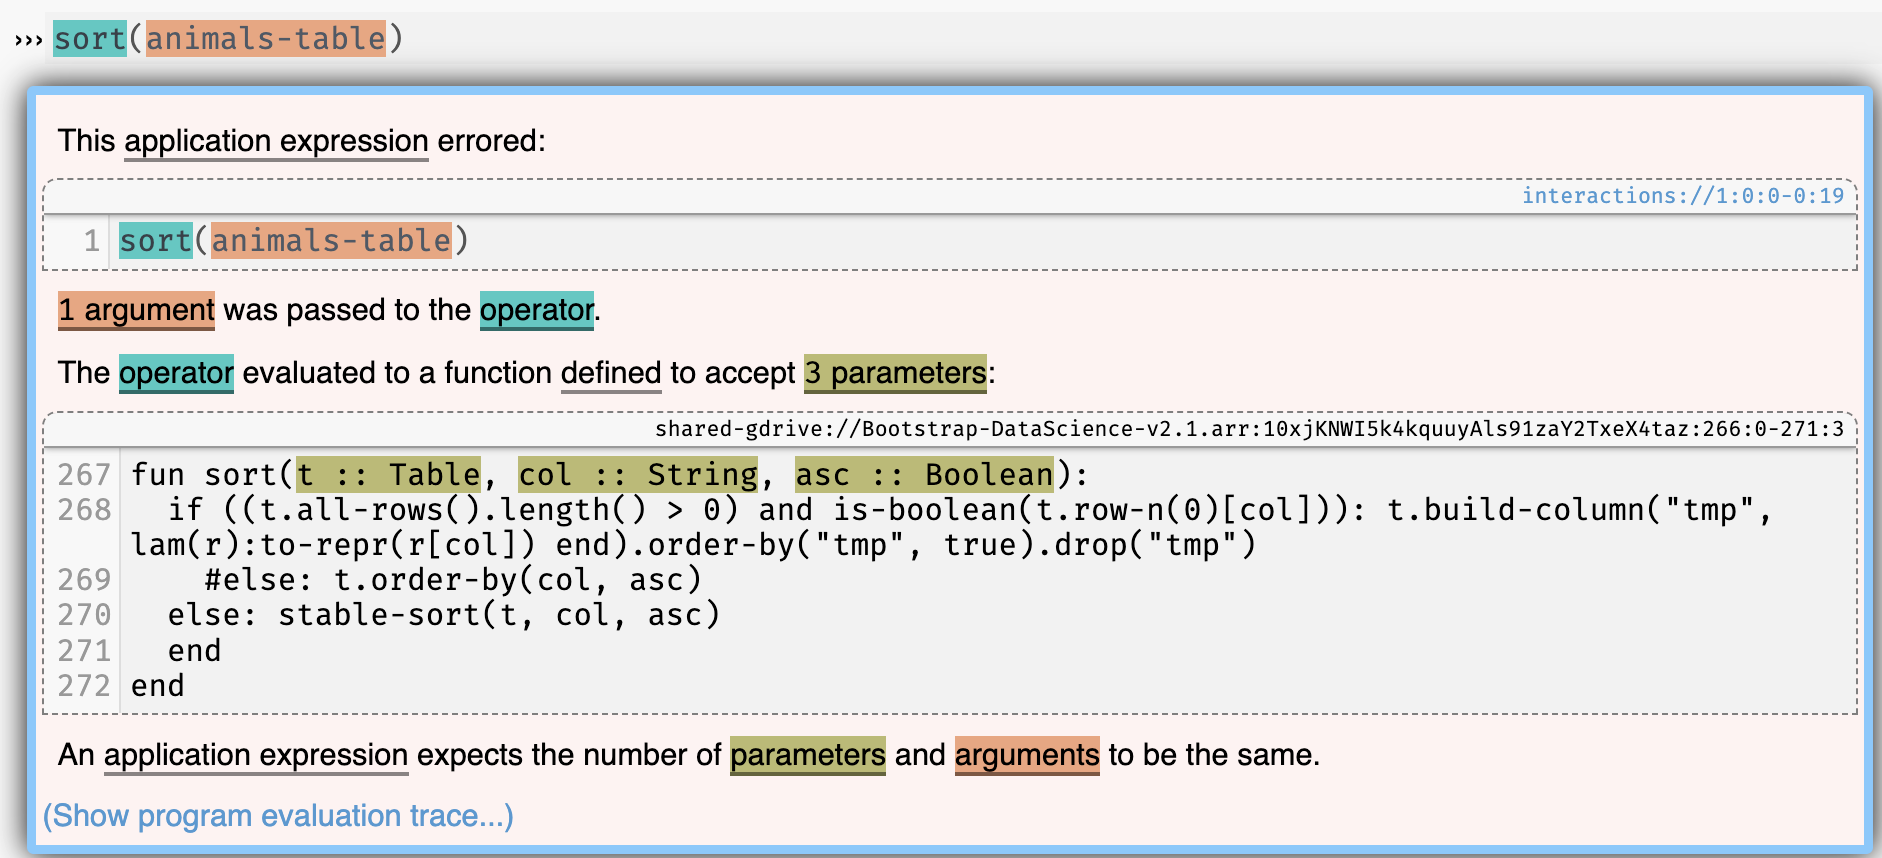 ››› sort(animals-table)
This application expression errored:
interactions://1:0:0-0:19
1 sort(animals-table)
1 argument was passed to the operator.
The operator evaluated to a function defined to accept 3 parameters:
shared-gdrive://Bootstrap-DataScience-v2.1.arr:10xjKNWI5k4kquuyAls91zaY2TxeX4taz:266:0-271:3
267 fun sort(t :: Table, col :: String, asc :: Boolean):
268   if ((t.all-rows().length() > 0) and is-boolean(t.row-n(0)[col])): t.build-column("tmp",
lam(r):to-repr(r[col]) end).order-by("tmp", true).drop("tmp")
269     #else: t.order-by(col, asc)
270   else: stable-sort(t, col, asc)
271   end
272 end
An application expression expects the number of parameters and arguments to be the same.
(Show program evaluation trace...)